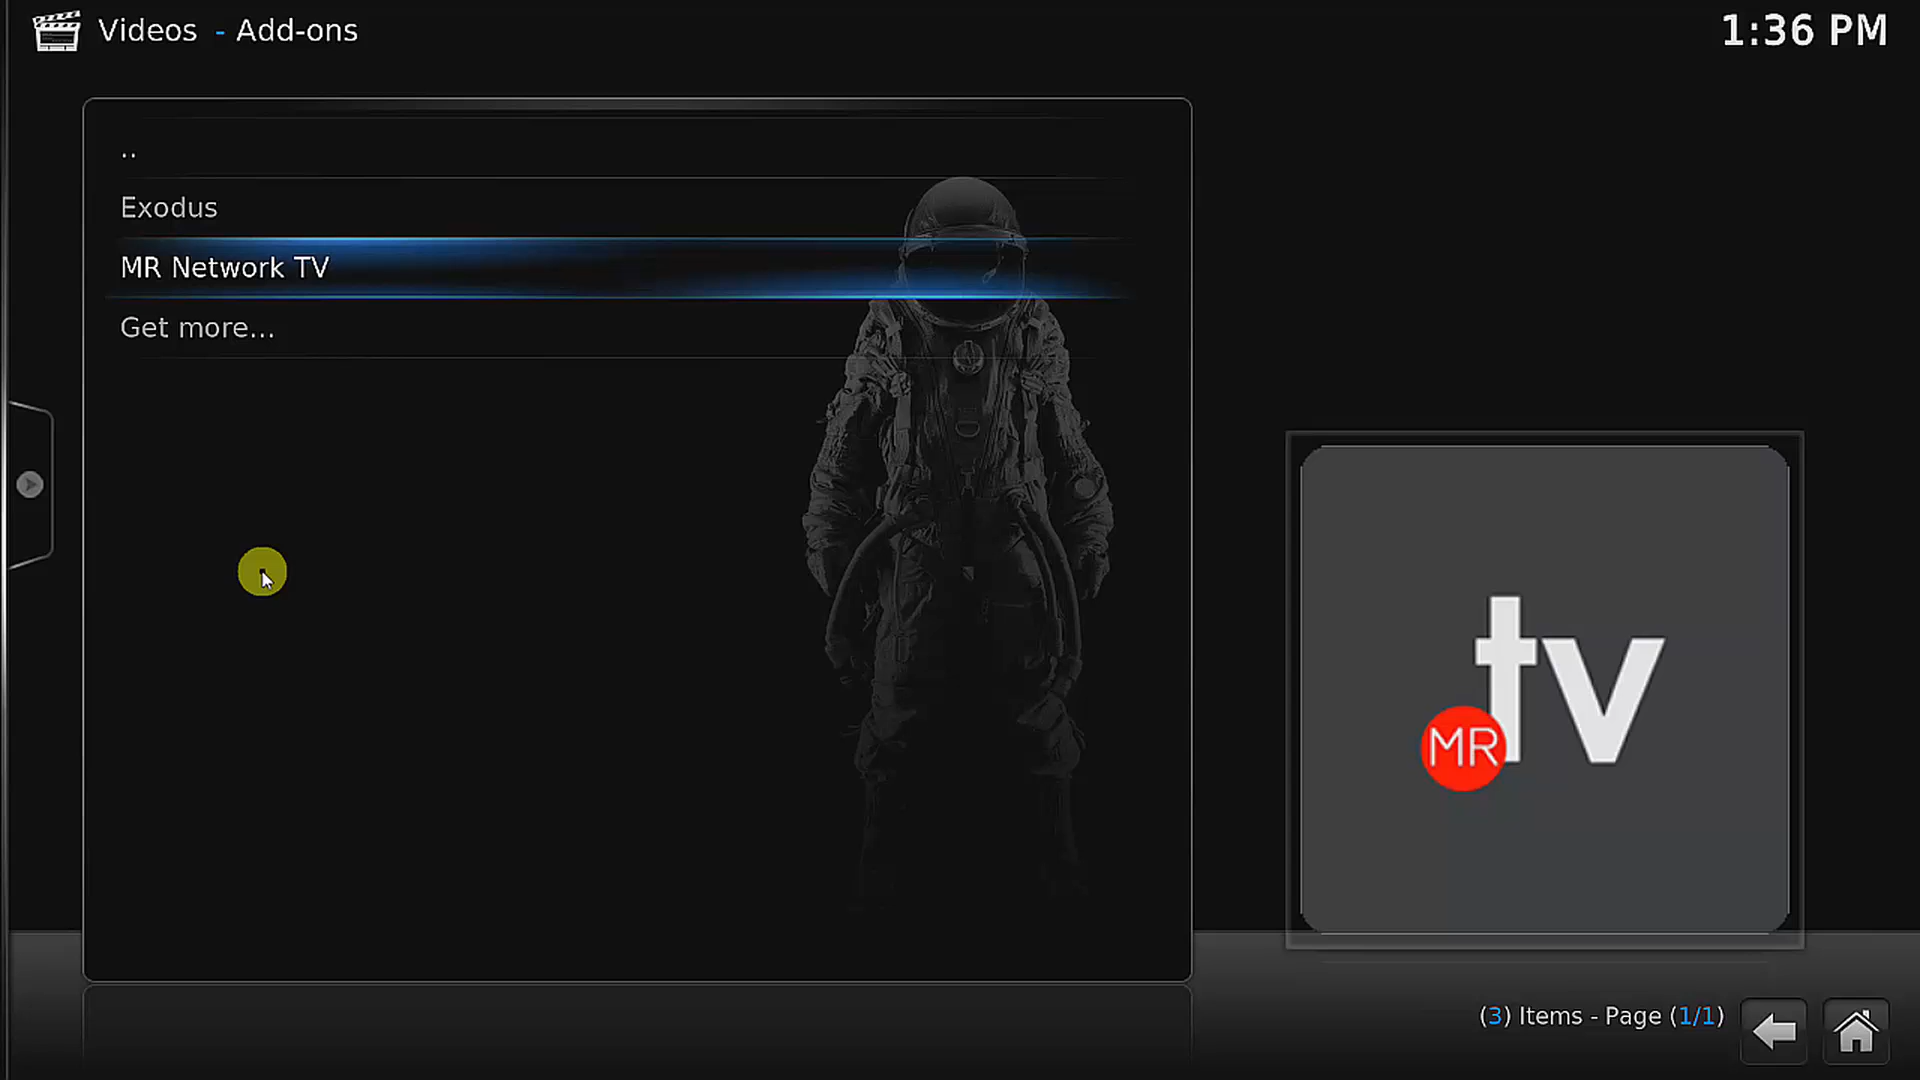 Videos - Add-ons
1:36 PM
..
Exodus
MR Network TV
Get more...
tv
MR
(3) Items - Page (1/1)